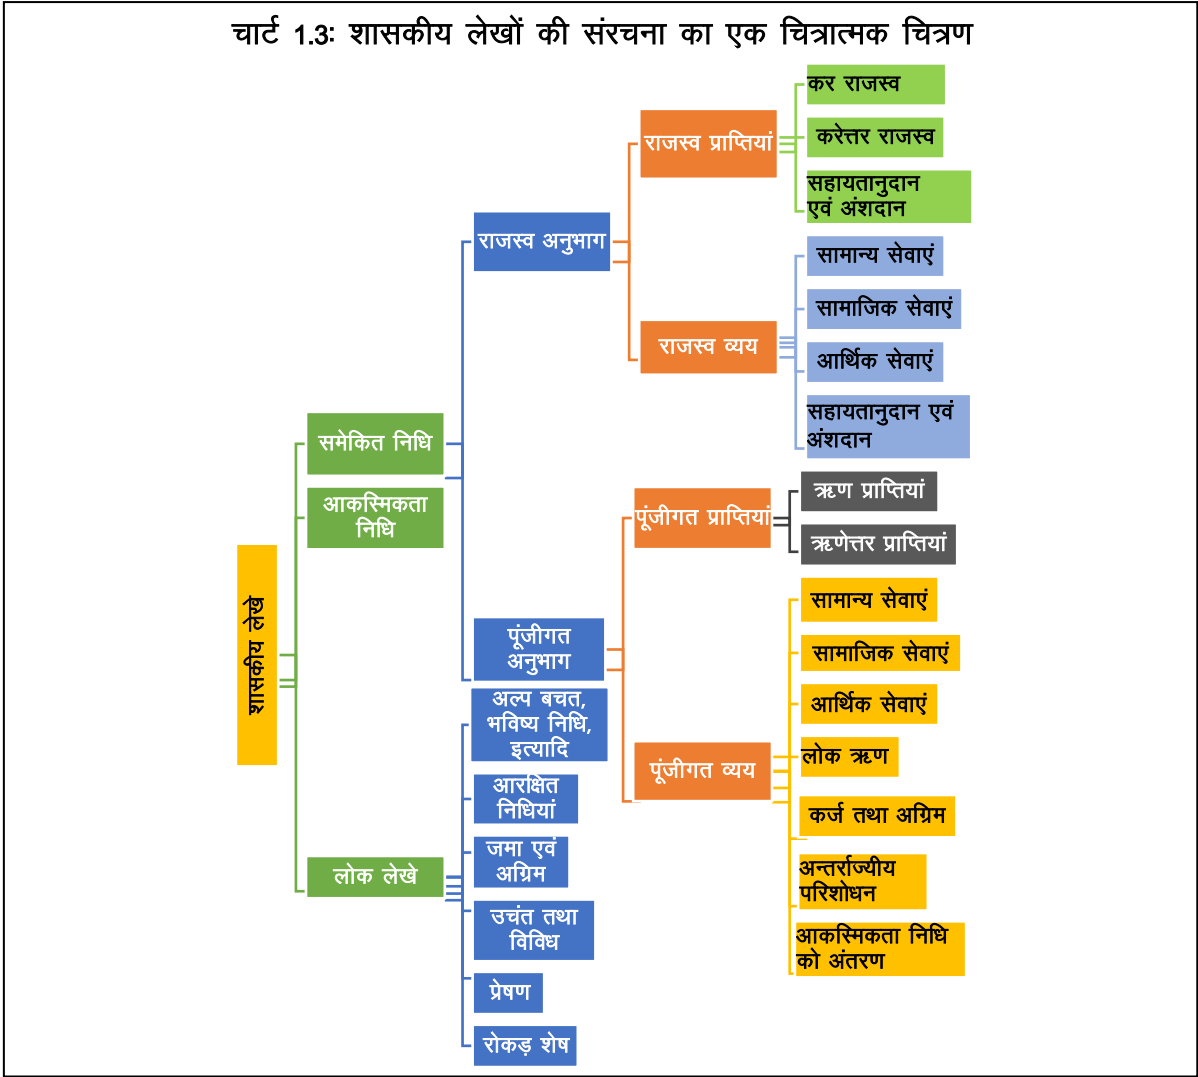 चार्ट 1.3: शासकीय लेखों की संरचना का एक चित्रात्मक चित्रण
शासकीय लेखे
समेकित निधि
आकस्मिकता
निधि
लोक लेखे
राजस्व अनुभाग
पूंजीगत
अनुभाग
अल्प बचत,
भविष्य निधि,
इत्यादि
आरक्षित
निधियां
जमा एवं
अग्रिम
उचंत तथा
विविध
प्रेषण
रोकड़ शेष
राजस्व प्राप्तियां
राजस्व व्यय
पूंजीगत प्राप्तियां
पूंजीगत व्यय
कर राजस्व
करेत्तर राजस्व
सहायतानुदान
एवं अंशदान
सामान्य सेवाएं
सामाजिक सेवाएं
आर्थिक सेवाएं
सहायतानुदान एवं
अंशदान
ऋण प्राप्तियां
ऋणेत्तर प्राप्तियां
सामान्य सेवाएं
सामाजिक सेवाएं
आर्थिक सेवाएं
लोक ऋण
कर्ज तथा अग्रिम
अन्तर्राज्यीय
परिशोधन
आकस्मिकता निधि
को अंतरण